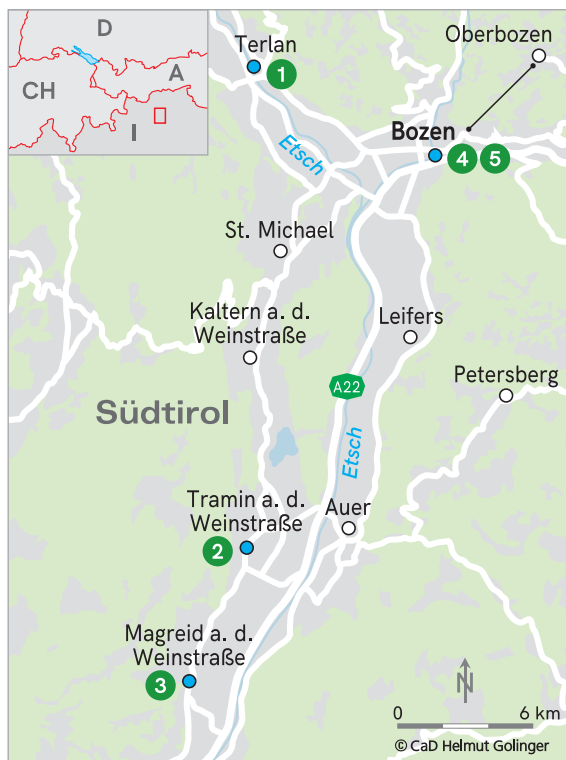 D
CH
A
I
Terlan
1
Oberbozen
Bozen
4 5
Etsch
St. Michael
Kaltern a. d.
Weinstraße
Leifers
A22
Petersberg
Südtirol
Etsch
Tramin a. d.
Weinstraße
2
Auer
Magreid a. d.
Weinstraße
3
N
0 6 km
© CaD Helmut Golinger